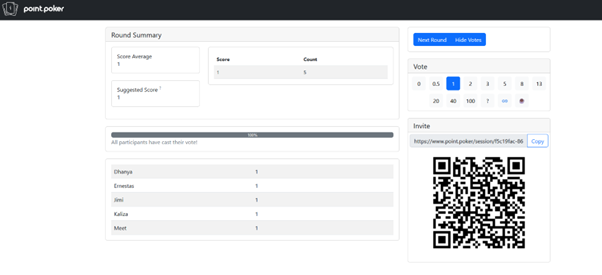 point.poker
Round Summary
Score Average
1
Suggested Score ?
1
Score Count
1 5
100%
All participants have cast their vote!
Dhanya 1
Ernestas 1
Jimi 1
Kaliza 1
Meet 1
Next Round Hide Votes
Vote
0 0.5 1 2 3 5 8 13
20 40 100 ? ∞
Invite
https://www.point.poker/session/f5c19fac-86 Copy